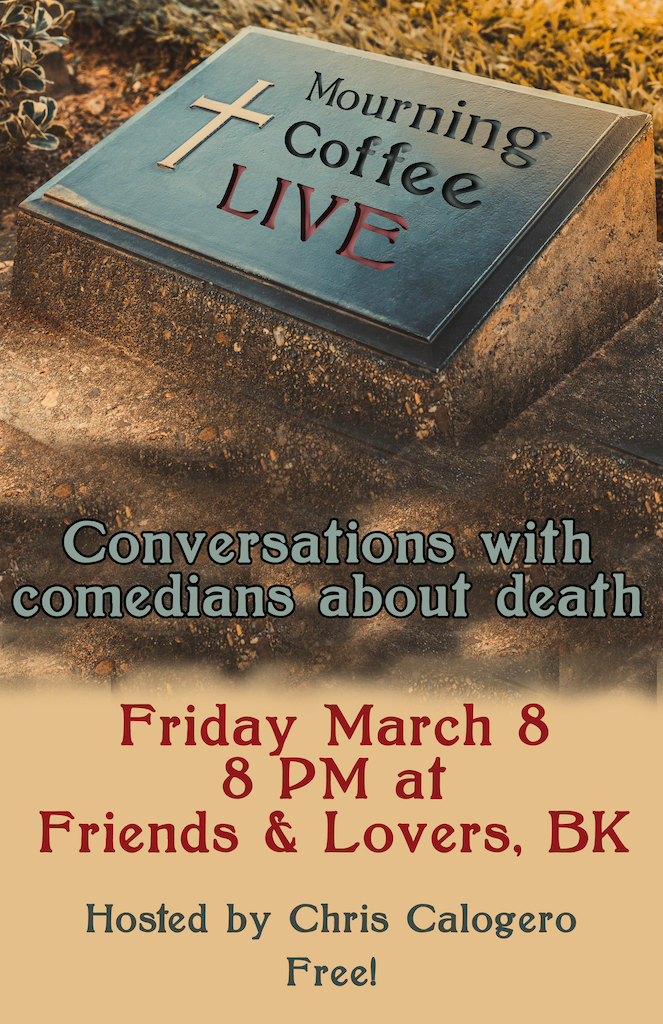 Mourning
Coffee
LIVE
Conversations with
comedians about death
Friday March 8
8 PM at
Friends & Lovers, BK
Hosted by Chris Calogero
Free!